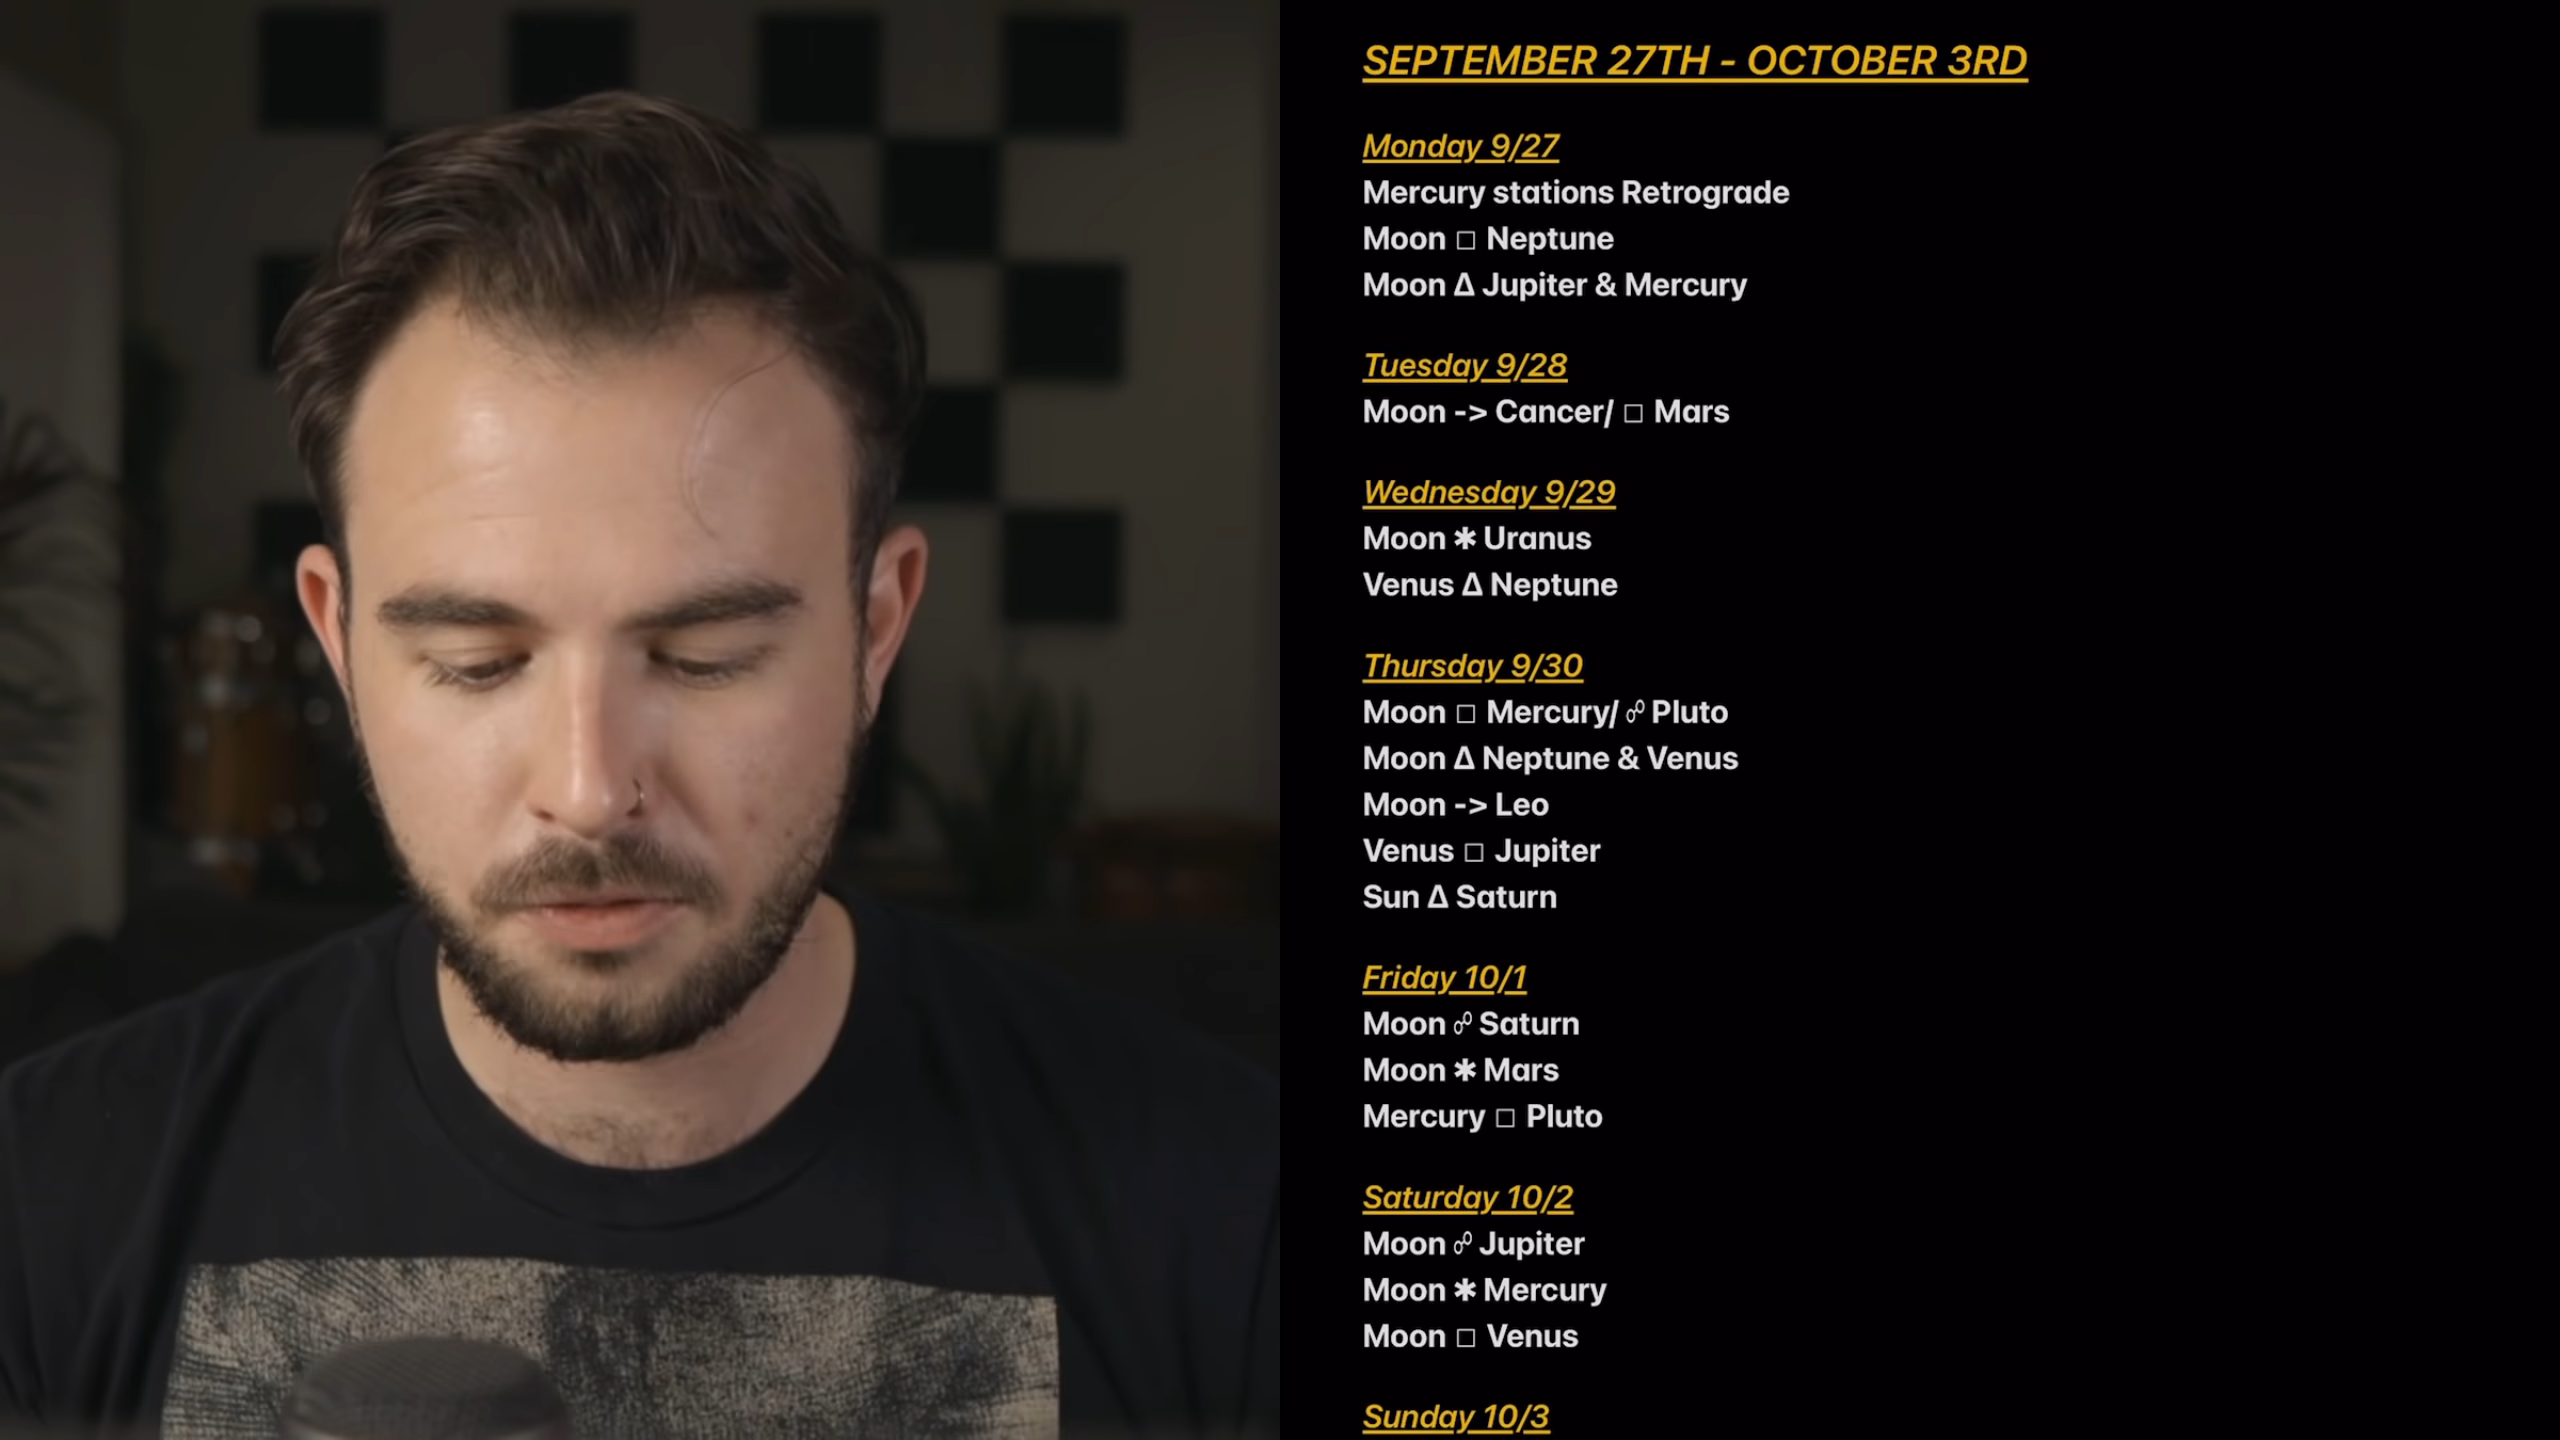 SEPTEMBER 27TH - OCTOBER 3RD
Monday 9/27
Mercury stations Retrograde
Moon □ Neptune
Moon Δ Jupiter & Mercury
Tuesday 9/28
Moon -> Cancer/ □ Mars
Wednesday 9/29
Moon ✱ Uranus
Venus Δ Neptune
Thursday 9/30
Moon □ Mercury/ ☍ Pluto
Moon Δ Neptune & Venus
Moon -> Leo
Venus □ Jupiter
Sun Δ Saturn
Friday 10/1
Moon ☍ Saturn
Moon ✱ Mars
Mercury □ Pluto
Saturday 10/2
Moon ☍ Jupiter
Moon ✱ Mercury
Moon □ Venus
Sunday 10/3